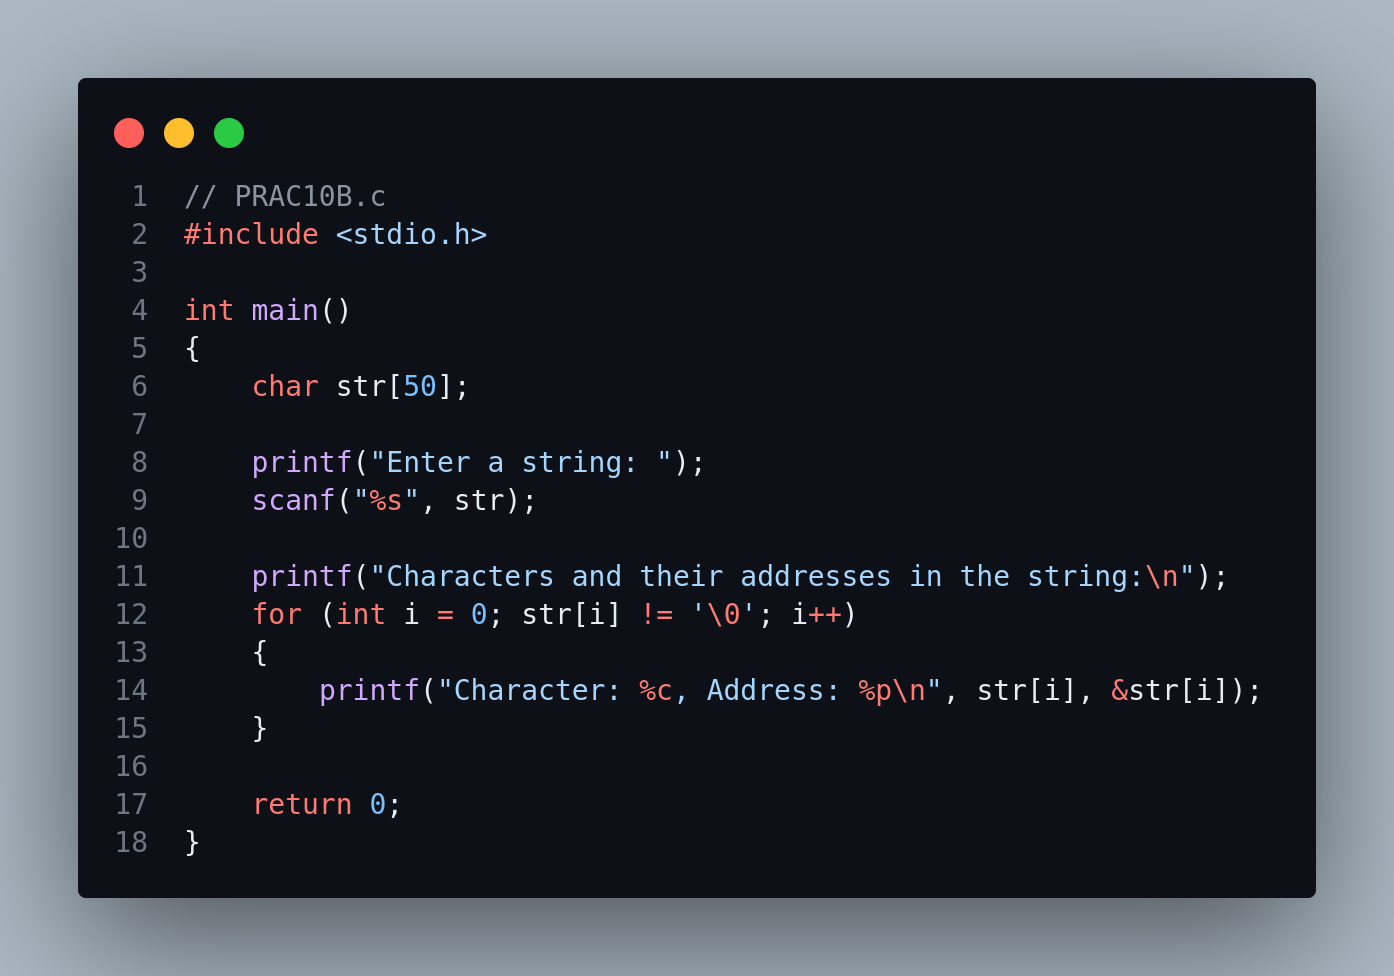 1 // PRAC10B.c
2 #include <stdio.h>
3
4 int main()
5 {
6     char str[50];
7
8     printf("Enter a string: ");
9     scanf("%s", str);
10
11     printf("Characters and their addresses in the string:\n");
12     for (int i = 0; str[i] != '\0'; i++)
13     {
14         printf("Character: %c, Address: %p\n", str[i], &str[i]);
15     }
16
17     return 0;
18 }